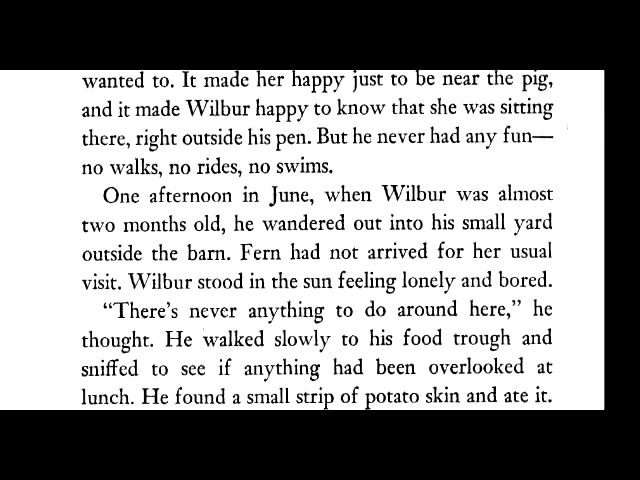 wanted to. It made her happy just to be near the pig,
and it made Wilbur happy to know that she was sitting
there, right outside his pen. But he never had any fun—
no walks, no rides, no swims.
One afternoon in June, when Wilbur was almost
two months old, he wandered out into his small yard
outside the barn. Fern had not arrived for her usual
visit. Wilbur stood in the sun feeling lonely and bored.
“There’s never anything to do around here,” he
thought. He walked slowly to his food trough and
sniffed to see if anything had been overlooked at
lunch. He found a small strip of potato skin and ate it.